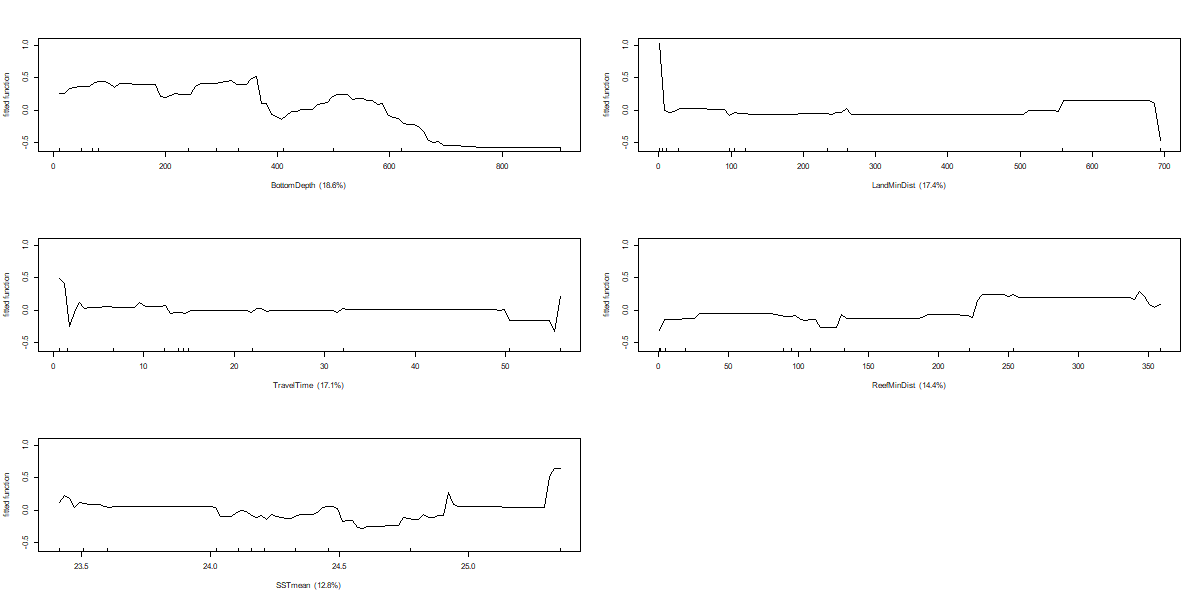 fitted function
-0.5 0.0 0.5 1.0
0 200 400 600 800
BottomDepth (18.6%)
fitted function
-0.5 0.0 0.5 1.0
0 100 200 300 400 500 600 700
LandMinDist (17.4%)
fitted function
-0.5 0.0 0.5 1.0
0 10 20 30 40 50
TravelTime (17.1%)
fitted function
-0.5 0.0 0.5 1.0
0 50 100 150 200 250 300 350
ReefMinDist (14.4%)
fitted function
-0.5 0.0 0.5 1.0
23.5 24.0 24.5 25.0
SSTmean (12.8%)